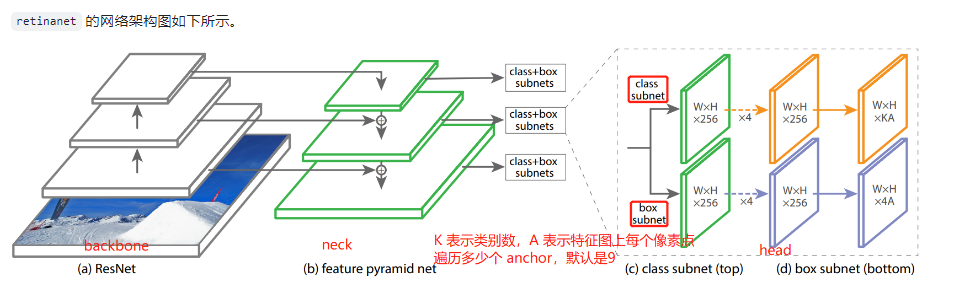 retinanet 的网络架构图如下所示。
class+box
subnets
class+box
subnets
class+box
subnets
class
subnet
W×H
×256
×4
W×H
×256
W×H
×KA
box
subnet
W×H
×256
×4
W×H
×256
W×H
×4A
backbone
neck
K 表示类别数，A 表示特征图上每个像素点
遍历多少个 anchor，默认是9
head
(a) ResNet
(b) feature pyramid net
(c) class subnet (top)
(d) box subnet (bottom)